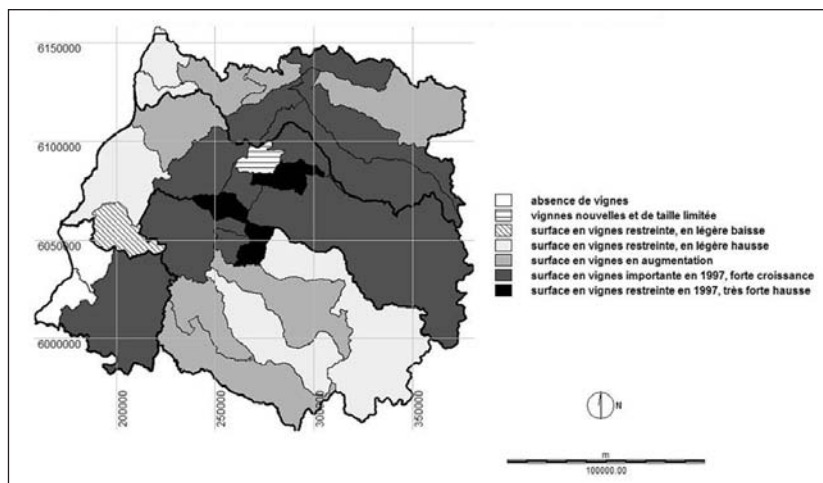 6150000
6100000
6050000
6000000
200000
250000
300000
350000
absence de vignes
vignnes nouvelles et de taille limitée
surface en vignes restreinte, en légère baisse
surface en vignes restreinte, en légère hausse
surface en vignes en augmentation
surface en vignes importante en 1997, forte croissance
surface en vignes restreinte en 1997, très forte hausse
N
m
100000.00